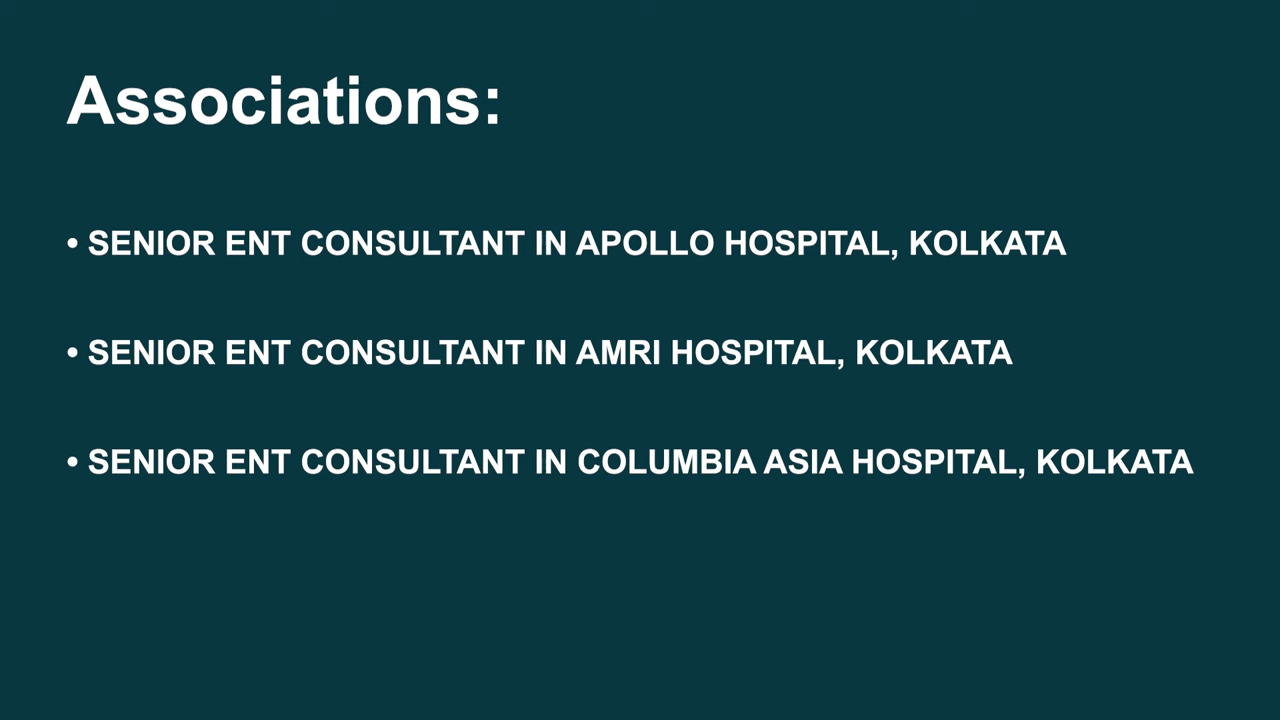 Associations:
• SENIOR ENT CONSULTANT IN APOLLO HOSPITAL, KOLKATA
• SENIOR ENT CONSULTANT IN AMRI HOSPITAL, KOLKATA
• SENIOR ENT CONSULTANT IN COLUMBIA ASIA HOSPITAL, KOLKATA